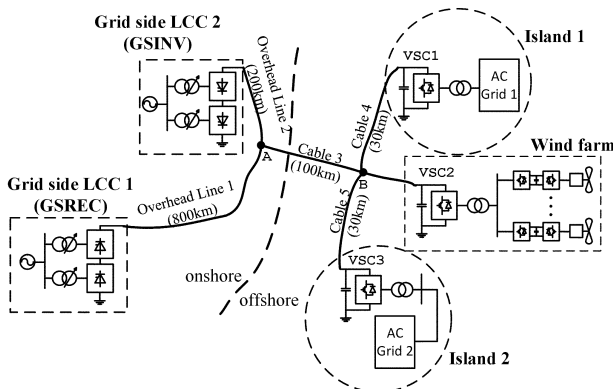 Grid side LCC 2
(GSINV)
Overhead Line 2
(200km)
Island 1
VSC1
AC
Grid 1
Cable 4
(30km)
A
Cable 3
(100km)
B
Wind farm
VSC2
Grid side LCC 1
(GSREC)
Overhead Line 1
(800km)
Cable 5
(30km)
onshore
offshore
VSC3
AC
Grid 2
Island 2